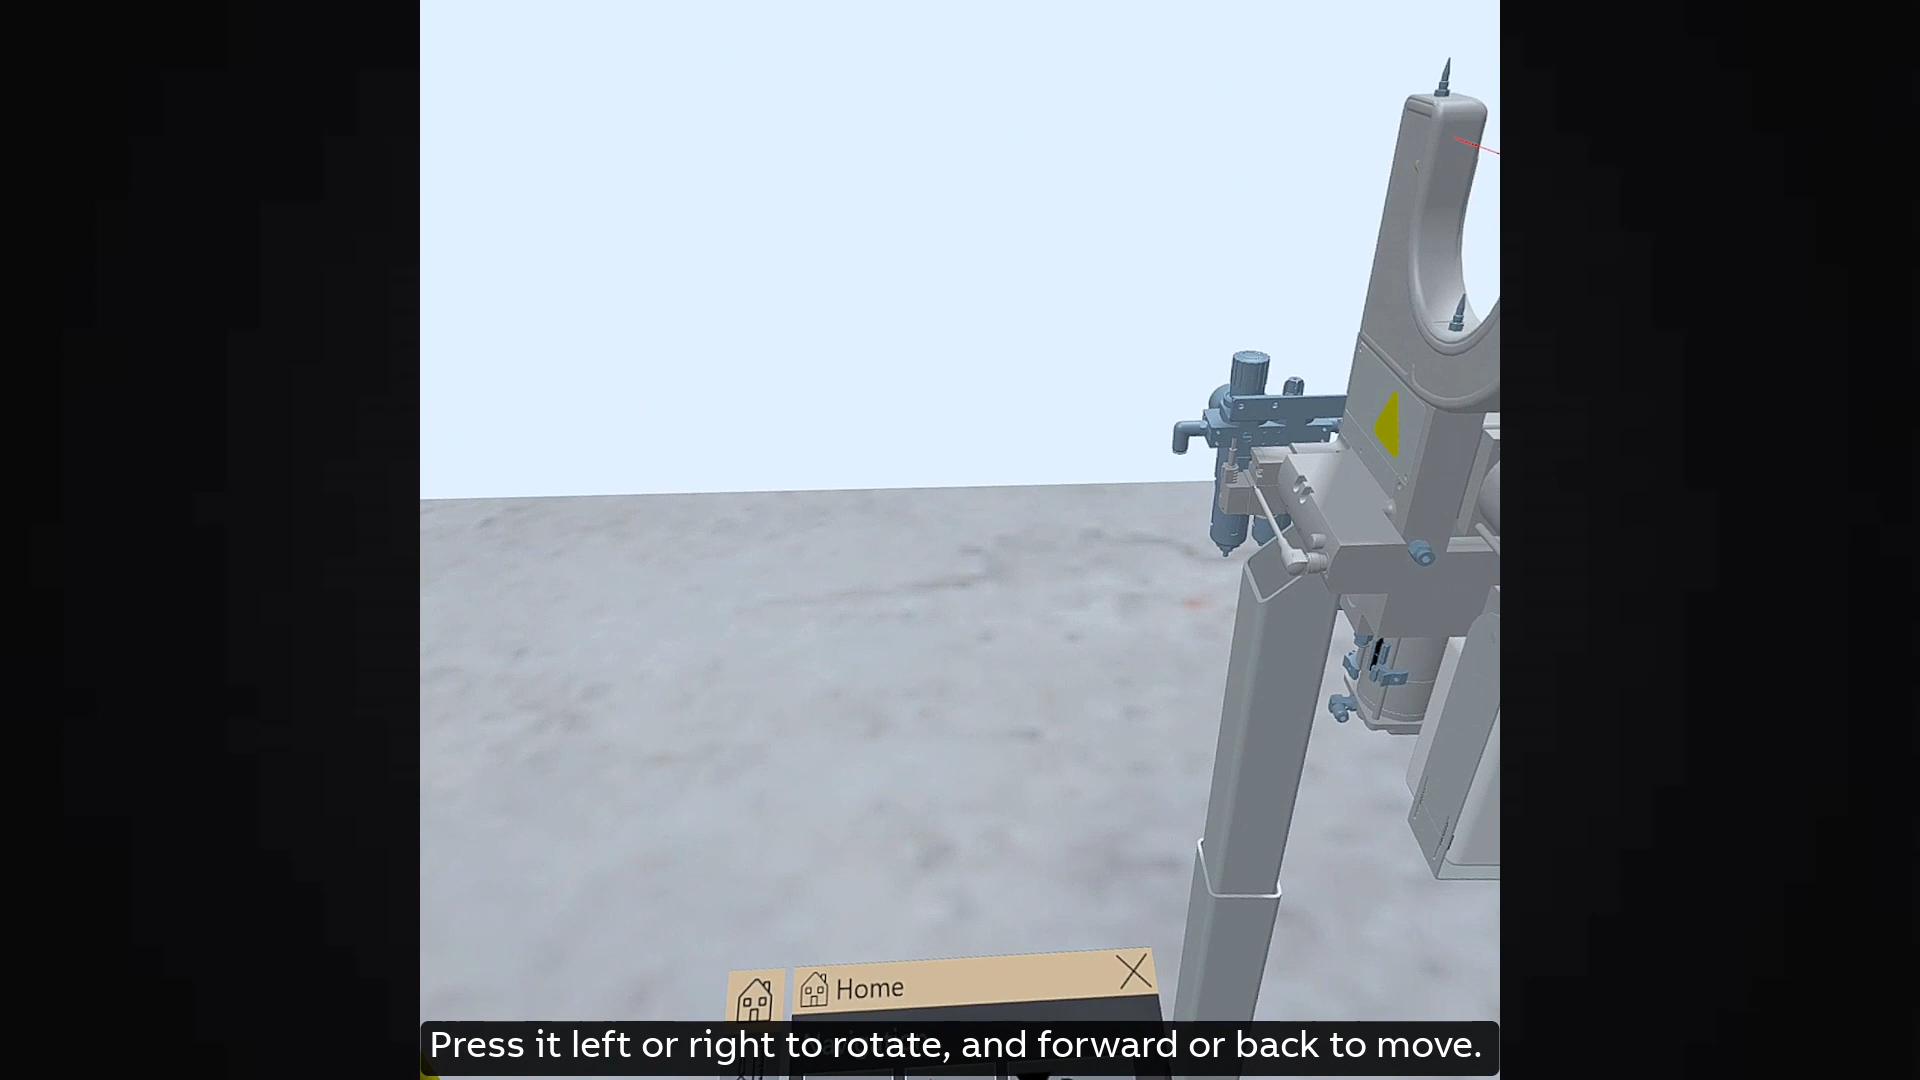 Home
Press it left or right to rotate, and forward or back to move.